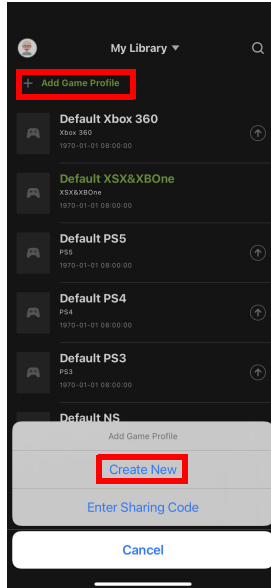 My Library ▼
+ Add Game Profile
Default Xbox 360
Xbox 360
1970-01-01 08:00:00
Default XSX&XBOne
XSX&XBOne
1970-01-01 08:00:00
Default PS5
PS5
1970-01-01 08:00:00
Default PS4
PS4
1970-01-01 08:00:00
Default PS3
PS3
1970-01-01 08:00:00
Default NS
Add Game Profile
Create New
Enter Sharing Code
Cancel